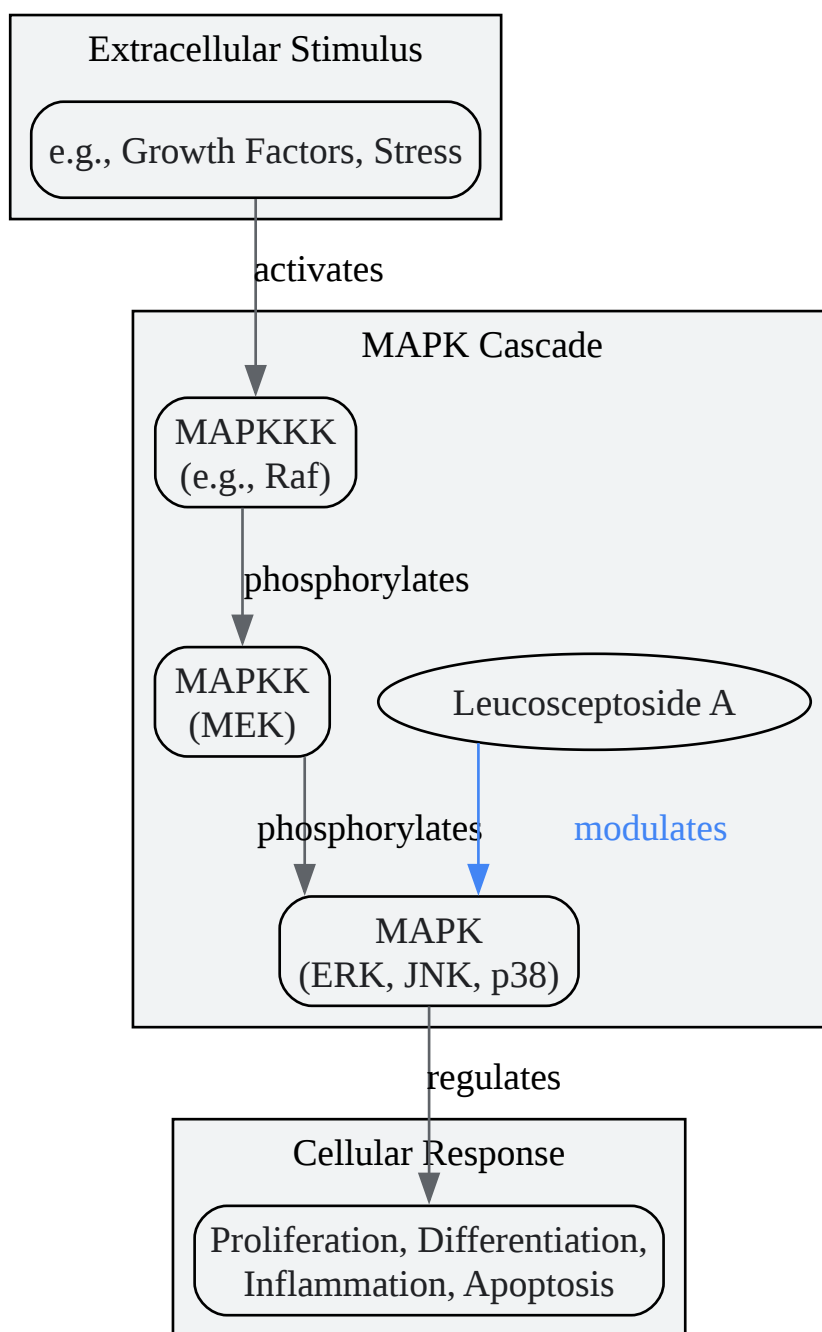 Extracellular Stimulus
e.g., Growth Factors, Stress
activates
MAPK Cascade
MAPKKK
(e.g., Raf)
phosphorylates
MAPKK
(MEK)
Leucosceptoside A
phosphorylates
modulates
MAPK
(ERK, JNK, p38)
regulates
Cellular Response
Proliferation, Differentiation,
Inflammation, Apoptosis